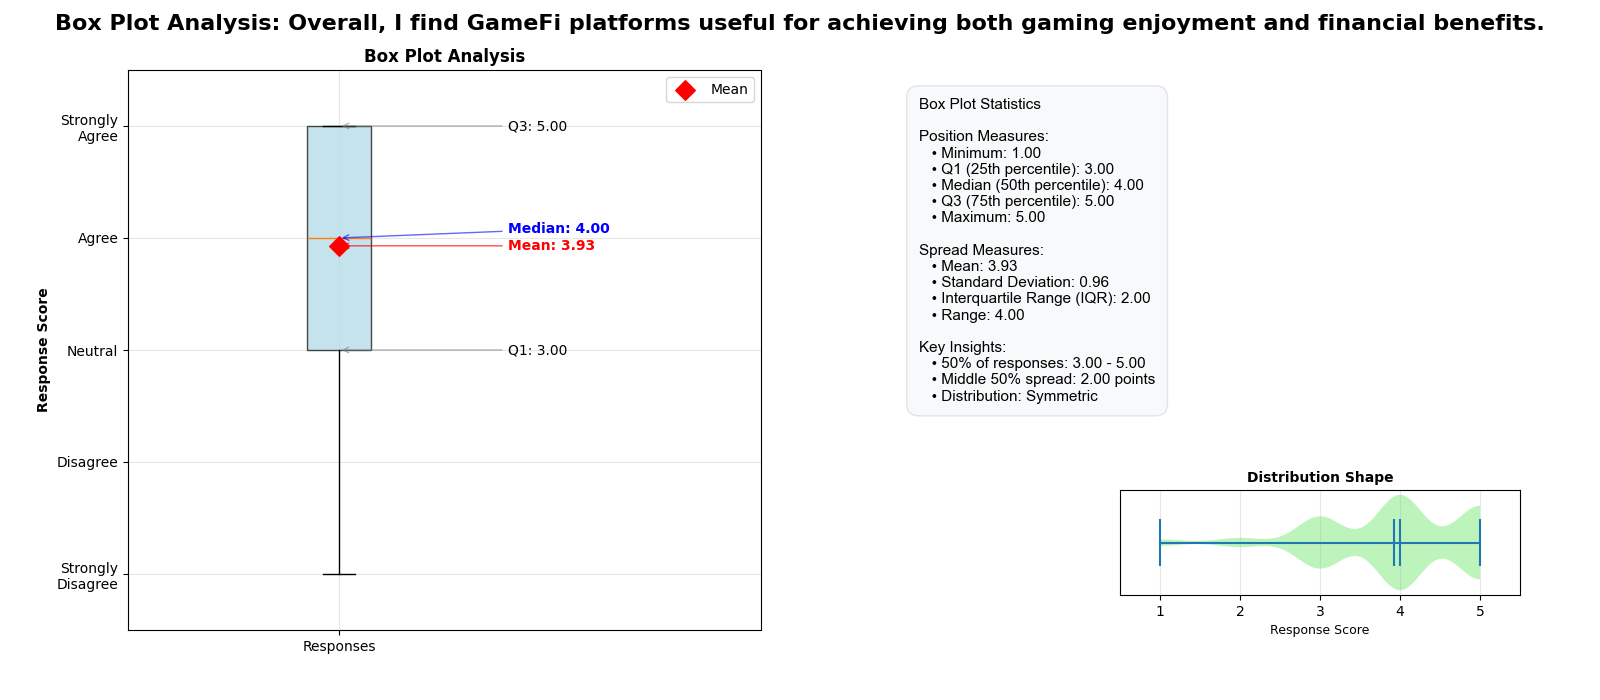 Box Plot Analysis: Overall, I find GameFi platforms useful for achieving both gaming enjoyment and financial benefits.
Box Plot Analysis
Mean
Response Score
Strongly
Agree
Agree
Neutral
Disagree
Strongly
Disagree
Q3: 5.00
Median: 4.00
Mean: 3.93
Q1: 3.00
Responses
Box Plot Statistics
Position Measures:
• Minimum: 1.00
• Q1 (25th percentile): 3.00
• Median (50th percentile): 4.00
• Q3 (75th percentile): 5.00
• Maximum: 5.00
Spread Measures:
• Mean: 3.93
• Standard Deviation: 0.96
• Interquartile Range (IQR): 2.00
• Range: 4.00
Key Insights:
• 50% of responses: 3.00 - 5.00
• Middle 50% spread: 2.00 points
• Distribution: Symmetric
Distribution Shape
1 2 3 4 5
Response Score